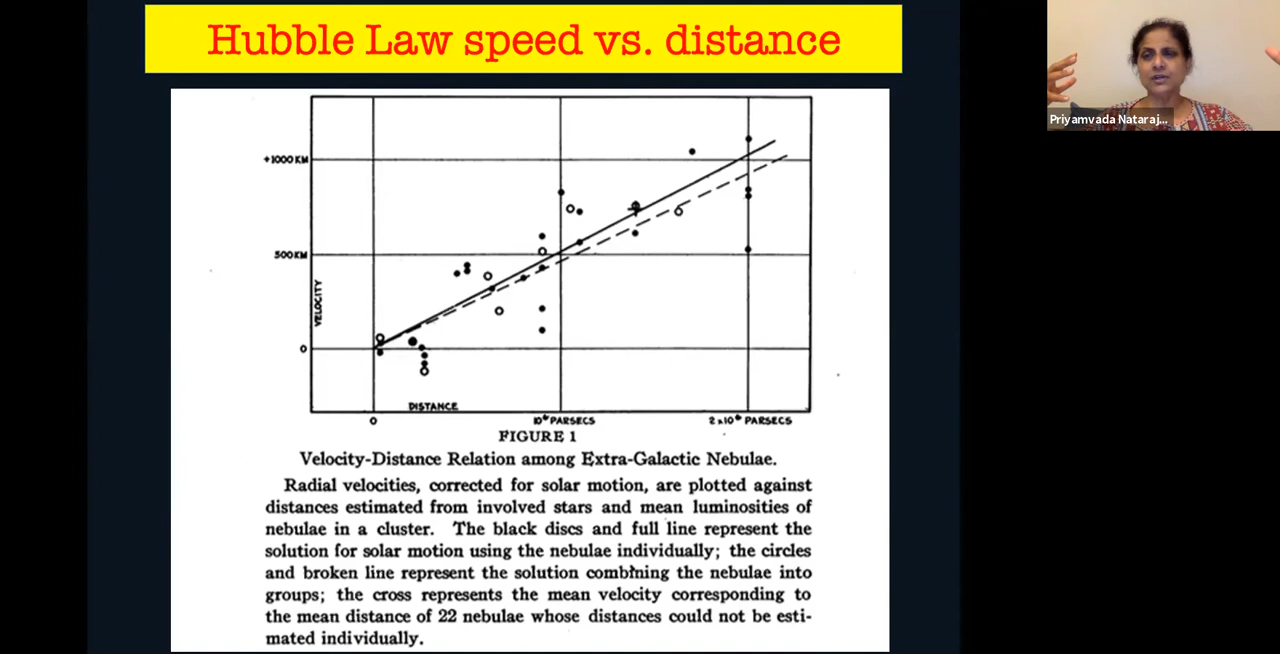 Hubble Law speed vs. distance
Priyamvada Nataraj...
+1000 KM
500 KM
VELOCITY
0
DISTANCE
0
10⁶ PARSECS
2 x 10⁶ PARSECS
FIGURE 1
Velocity-Distance Relation among Extra-Galactic Nebulae.
Radial velocities, corrected for solar motion, are plotted against
distances estimated from involved stars and mean luminosities of
nebulae in a cluster. The black discs and full line represent the
solution for solar motion using the nebulae individually; the circles
and broken line represent the solution combining the nebulae into
groups; the cross represents the mean velocity corresponding to
the mean distance of 22 nebulae whose distances could not be esti-
mated individually.